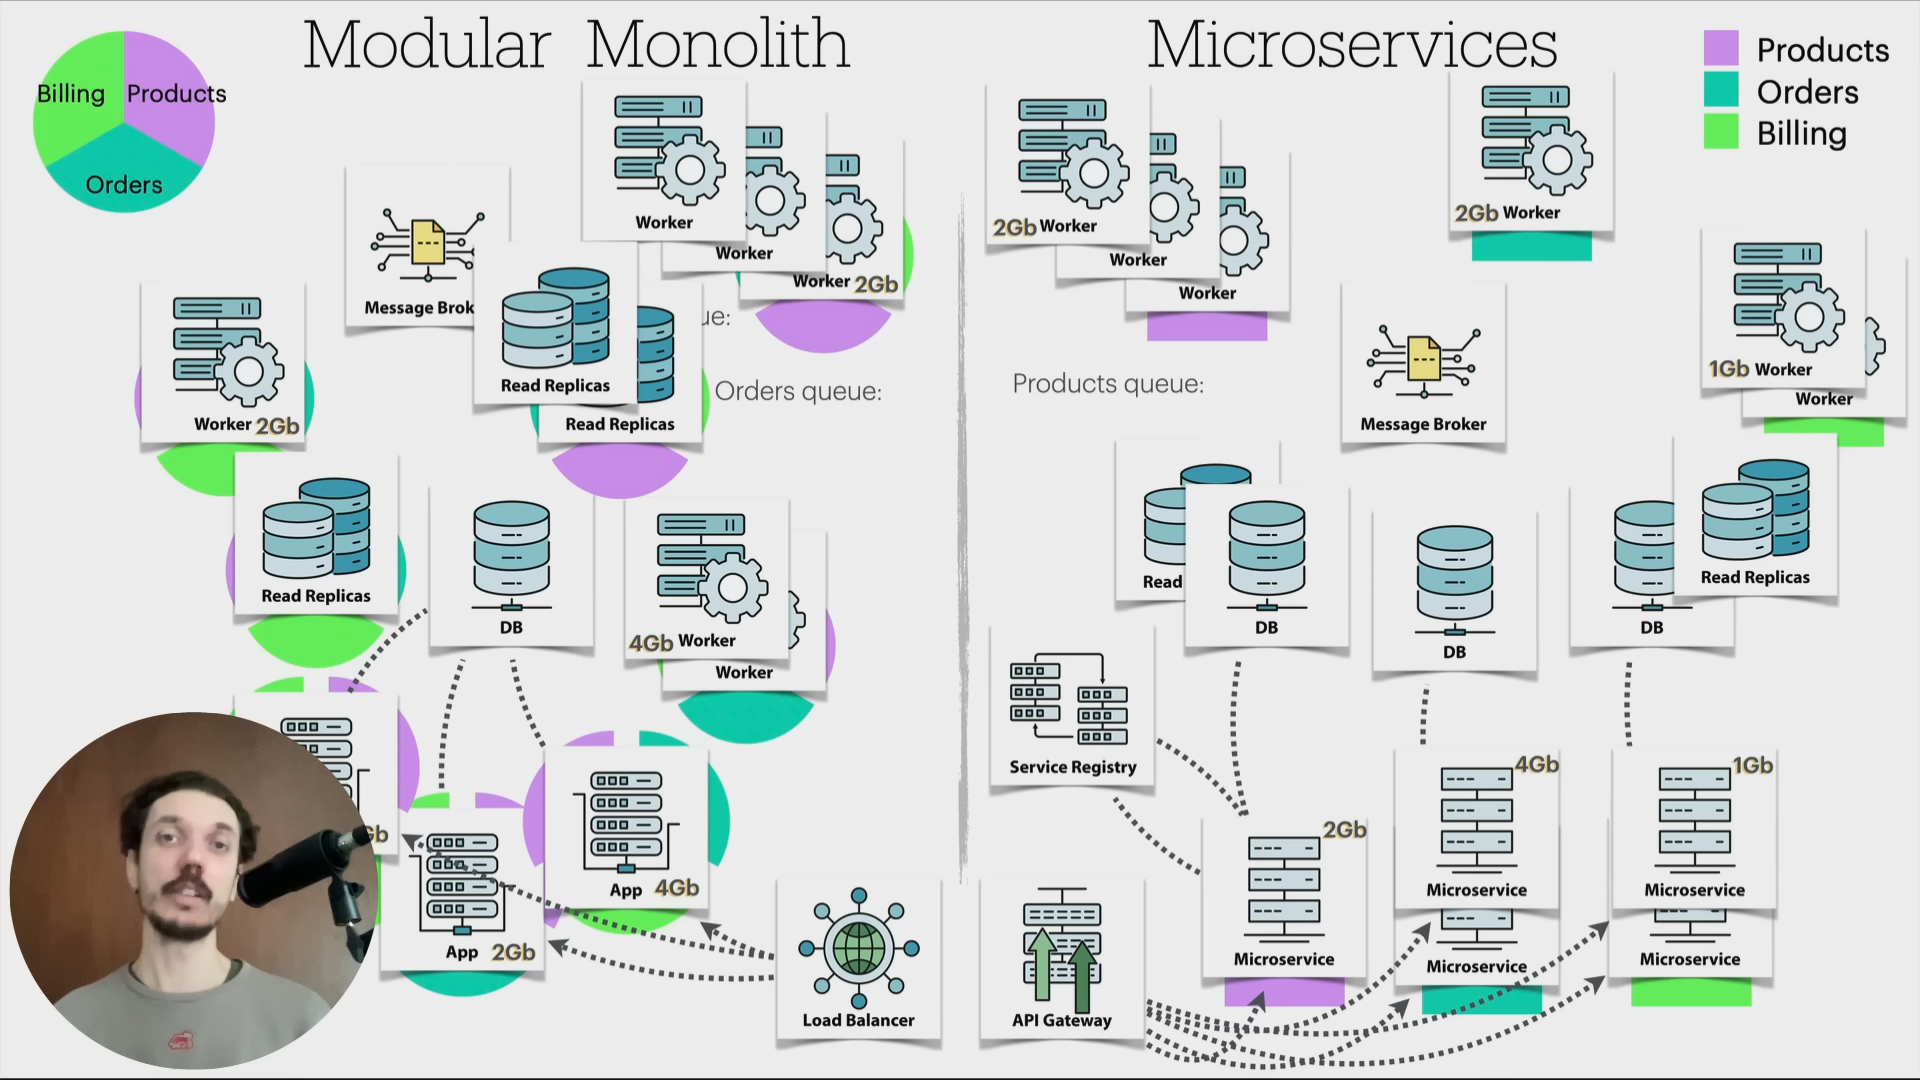 Modular Monolith
Microservices
Billing
Products
Orders
Products
Orders
Billing
Worker
Worker
Worker 2Gb
Message Brok
ue:
Orders queue:
Worker 2Gb
Read Replicas
Read Replicas
Read Replicas
DB
4Gb Worker
Worker
Gb
App 4Gb
App 2Gb
Load Balancer
2Gb Worker
Worker
Worker
2Gb Worker
1Gb Worker
Worker
Products queue:
Message Broker
Read
DB
DB
DB
Read Replicas
Service Registry
2Gb
Microservice
4Gb
Microservice
Microservice
1Gb
Microservice
Microservice
API Gateway